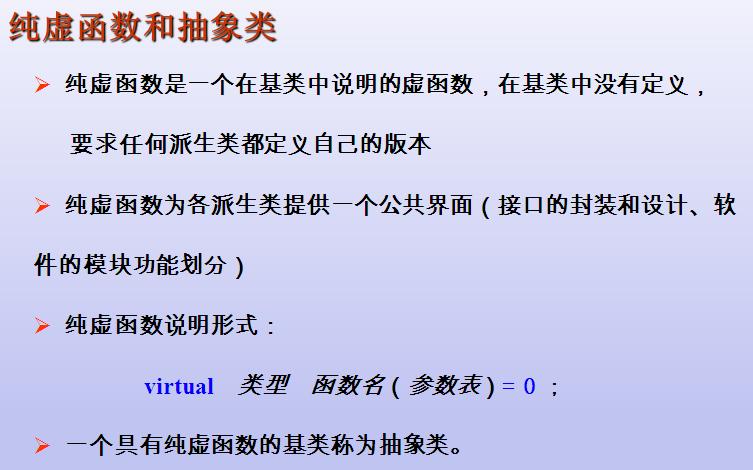 纯虚函数和抽象类
纯虚函数是一个在基类中说明的虚函数，在基类中没有定义，
要求任何派生类都定义自己的版本
纯虚函数为各派生类提供一个公共界面（接口的封装和设计、软
件的模块功能划分）
纯虚函数说明形式：
virtual 类型 函数名（参数表）= 0 ；
一个具有纯虚函数的基类称为抽象类。